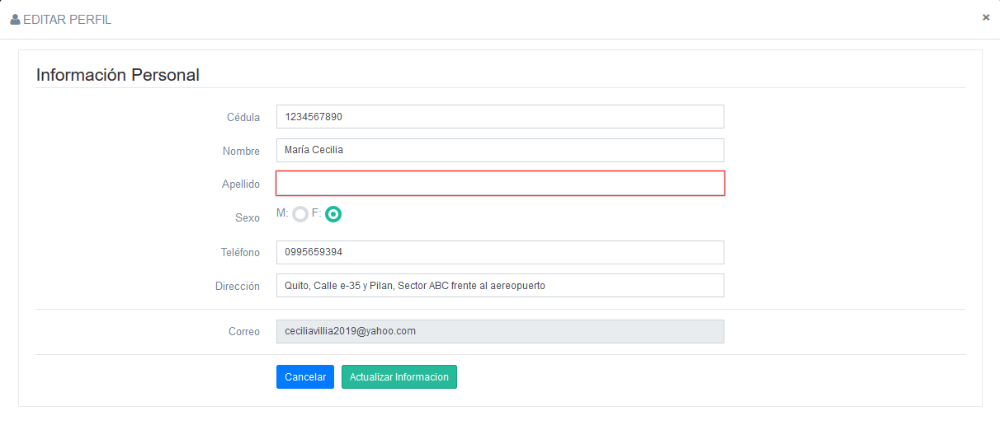 EDITAR PERFIL ×
Información Personal
Cédula 1234567890
Nombre María Cecilia
Apellido
Sexo M: F:
Teléfono 0995659394
Dirección Quito, Calle e-35 y Pilan, Sector ABC frente al aereopuerto
Correo ceciliavillia2019@yahoo.com
Cancelar Actualizar Informacion